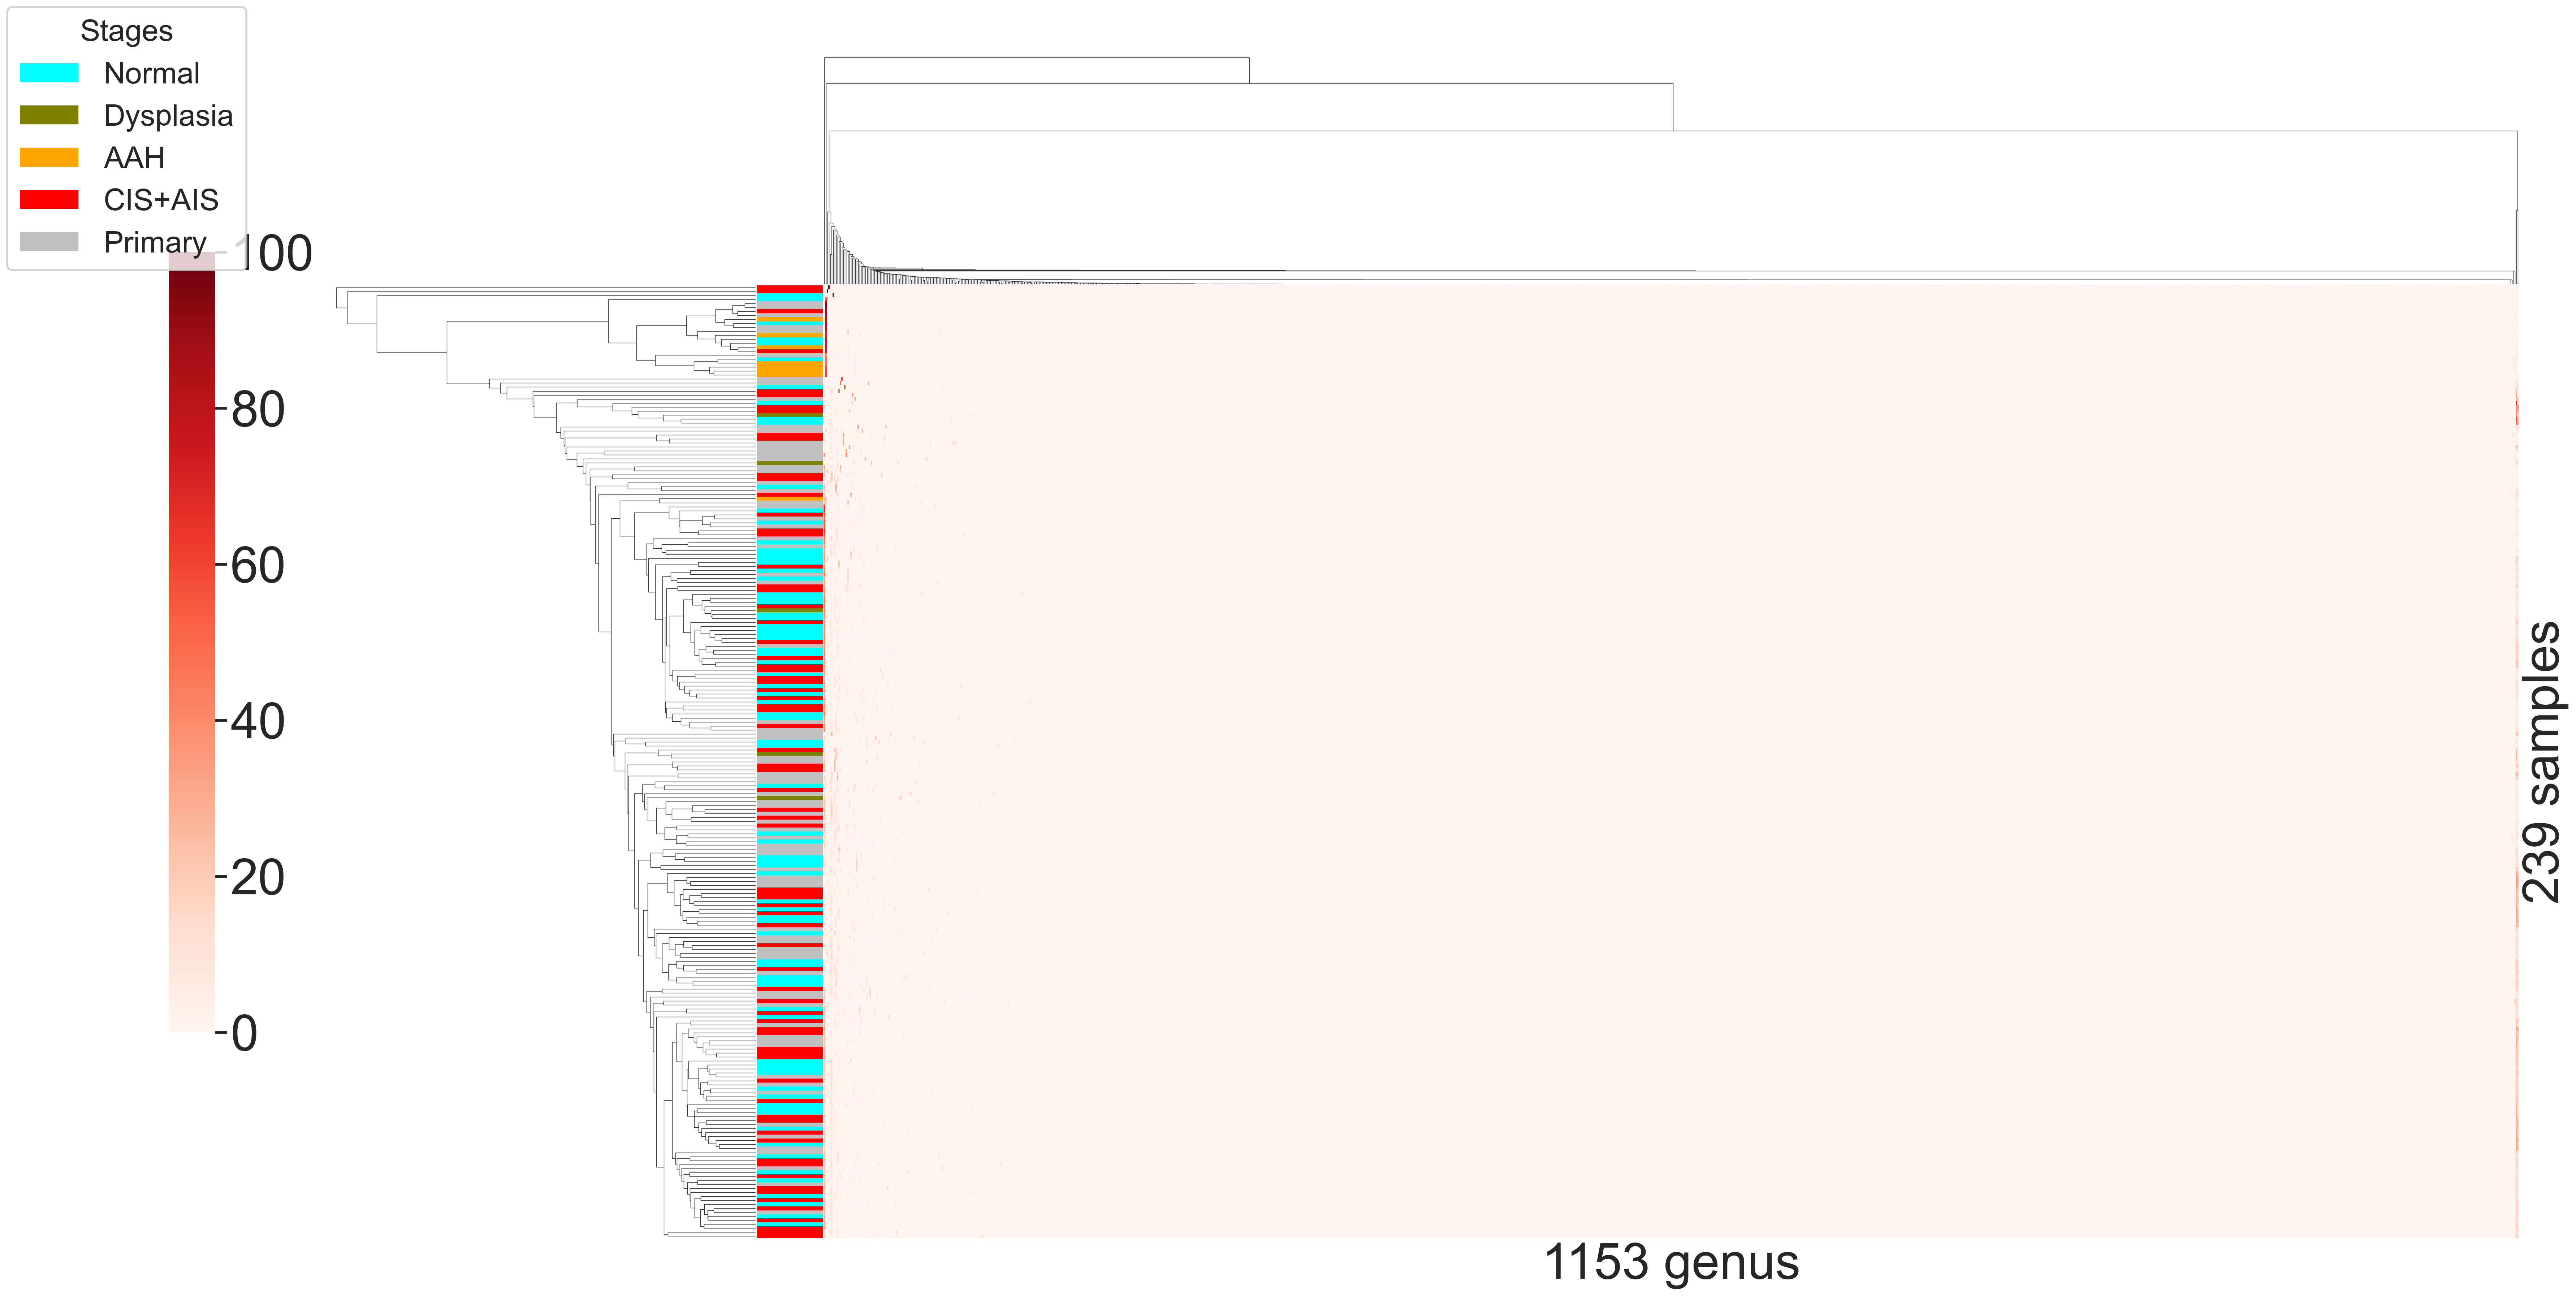 Stages
Normal
Dysplasia
AAH
CIS+AIS
Primary
100
80
60
40
20
0
239 samples
1153 genus